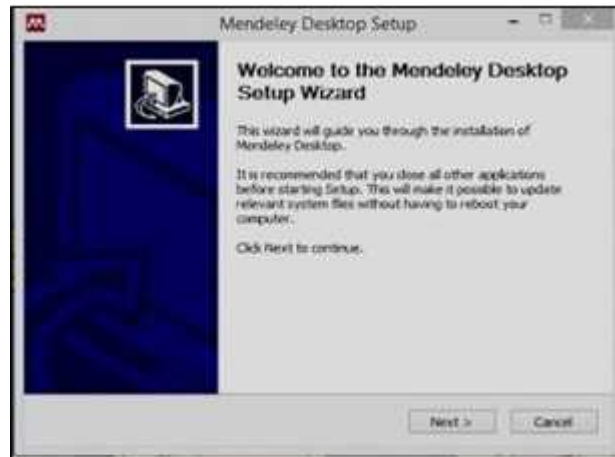 Mendeley Desktop Setup
Welcome to the Mendeley Desktop
Setup Wizard
This wizard will guide you through the installation of
Mendeley Desktop.
It is recommended that you close all other applications
before starting Setup. This will make it possible to update
relevant system files without having to reboot your
computer.
Click Next to continue.
Next >
Cancel